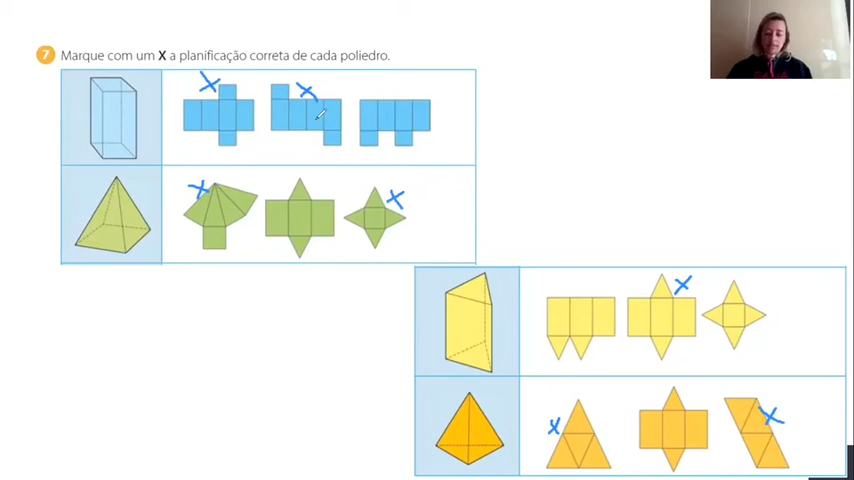 7 Marque com um X a planificação correta de cada poliedro.
X X
X X
X
X X